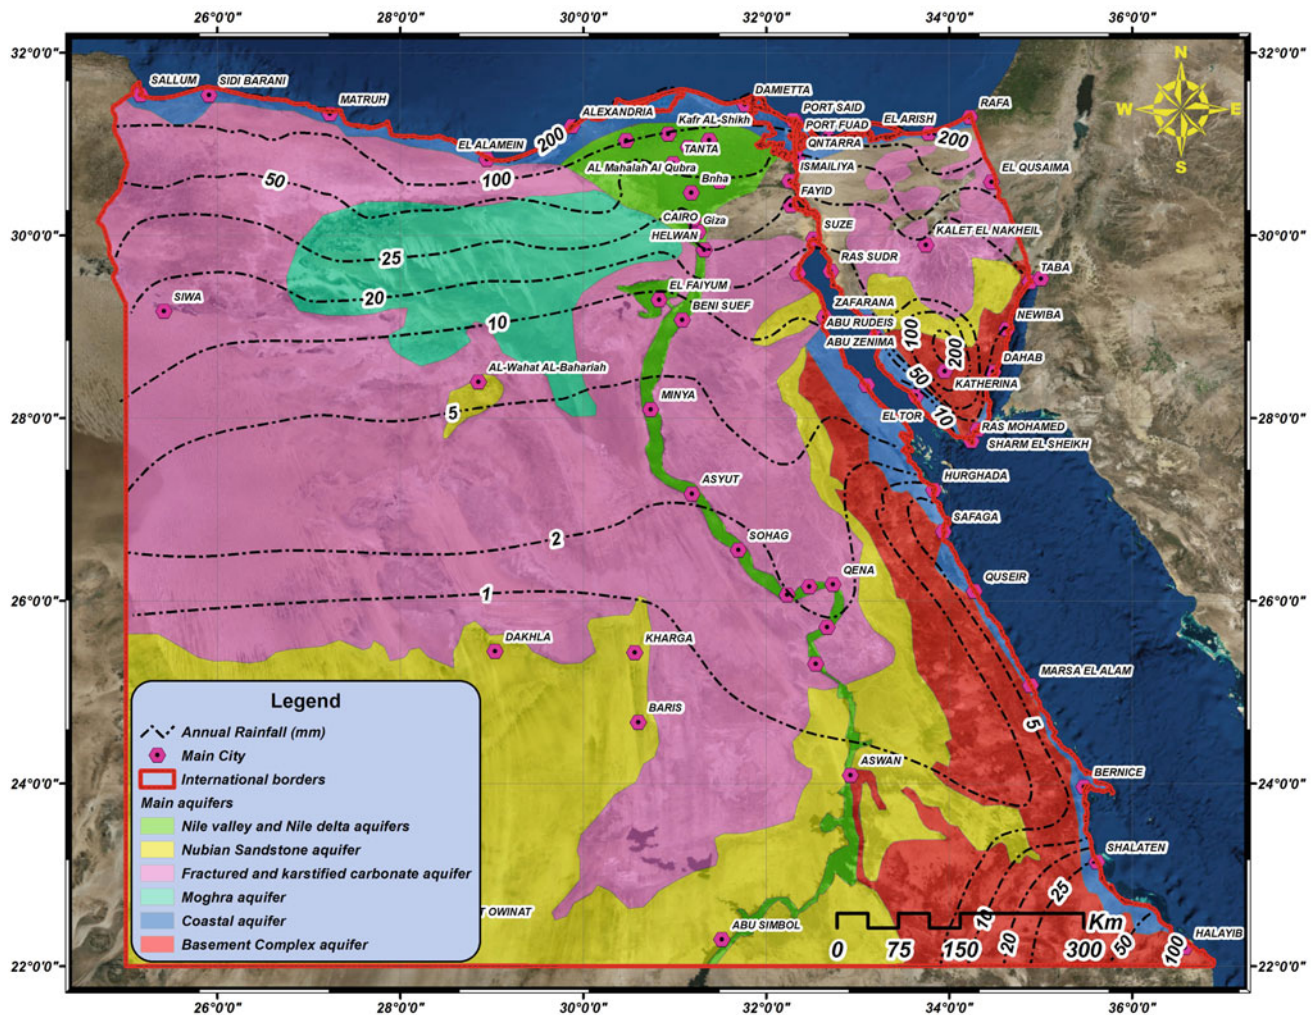 26°0'0" 28°0'0" 30°0'0" 32°0'0" 34°0'0" 36°0'0"
32°0'0" 32°0'0"
30°0'0" 30°0'0"
28°0'0" 28°0'0"
26°0'0" 26°0'0"
24°0'0" 24°0'0"
22°0'0" 22°0'0"
26°0'0" 28°0'0" 30°0'0" 32°0'0" 34°0'0" 36°0'0"
N
W E
S
SALLUM
SIDI BARANI
MATRUH
EL ALAMEIN
200
ALEXANDRIA
Kafr AL-Shikh
DAMIETTA
PORT SAID
PORT FUAD
EL ARISH
RAFA
200
QNTARRA
TANTA
AL Mahalah Al Qubra
ISMAILIYA
EL QUSAIMA
Bnha
FAYID
50
100
CAIRO
Giza
HELWAN
SUZE
KALET EL NAKHEIL
25
20
RAS SUDR
TABA
SIWA
EL FAIYUM
BENI SUEF
ZAFARANA
ABU RUDEIS
ABU ZENIMA
NEWIBA
10
100
200
50
10
DAHAB
KATHERINA
AL-Wahat AL-Bahariah
5
MINYA
EL TOR
RAS MOHAMED
SHARM EL SHEIKH
ASYUT
HURGHADA
SAFAGA
2
SOHAG
QENA
QUSEIR
1
DAKHLA
KHARGA
MARSA EL ALAM
BARIS
5
ASWAN
BERNICE
SHALATEN
T OWINAT
ABU SIMBOL
10
20
25
50
100
HALAYIB
Km
0 75 150 300
Legend
Annual Rainfall (mm)
Main City
International borders
Main aquifers
Nile valley and Nile delta aquifers
Nubian Sandstone aquifer
Fractured and karstified carbonate aquifer
Moghra aquifer
Coastal aquifer
Basement Complex aquifer